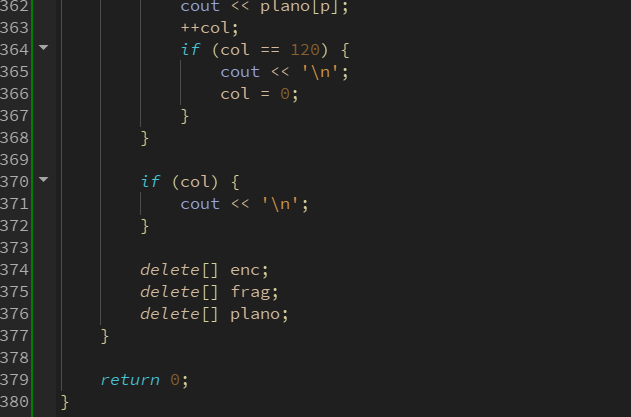 362 cout << plano[p];
363 ++col;
364 if (col == 120) {
365 cout << '\n';
366 col = 0;
367 }
368 }
369
370 if (col) {
371 cout << '\n';
372 }
373
374 delete[] enc;
375 delete[] frag;
376 delete[] plano;
377 }
378
379 return 0;
380 }